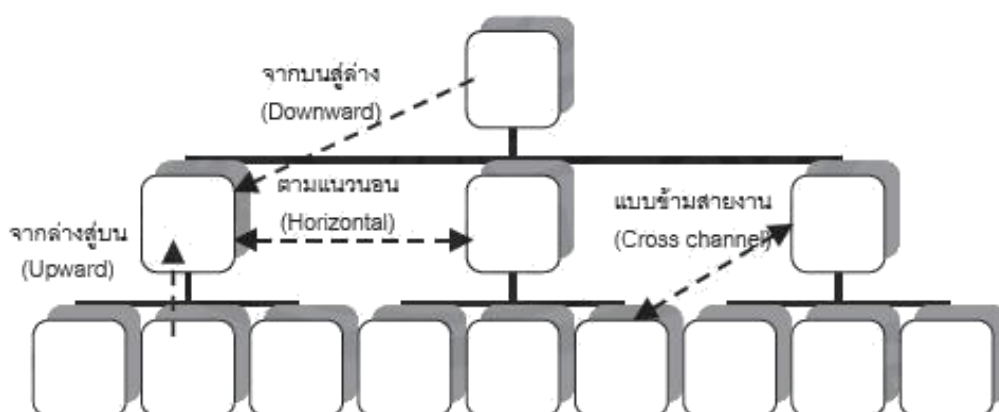 จากบนสู่ล่าง
(Downward)
ตามแนวนอน
(Horizontal)
แบบข้ามสายงาน
(Cross channel)
จากล่างสู่บน
(Upward)